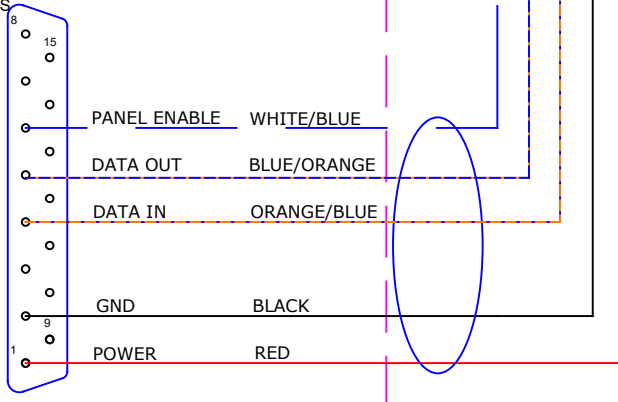 S
8
15
PANEL ENABLE WHITE/BLUE
DATA OUT BLUE/ORANGE
DATA IN ORANGE/BLUE
GND BLACK
9
1 POWER RED